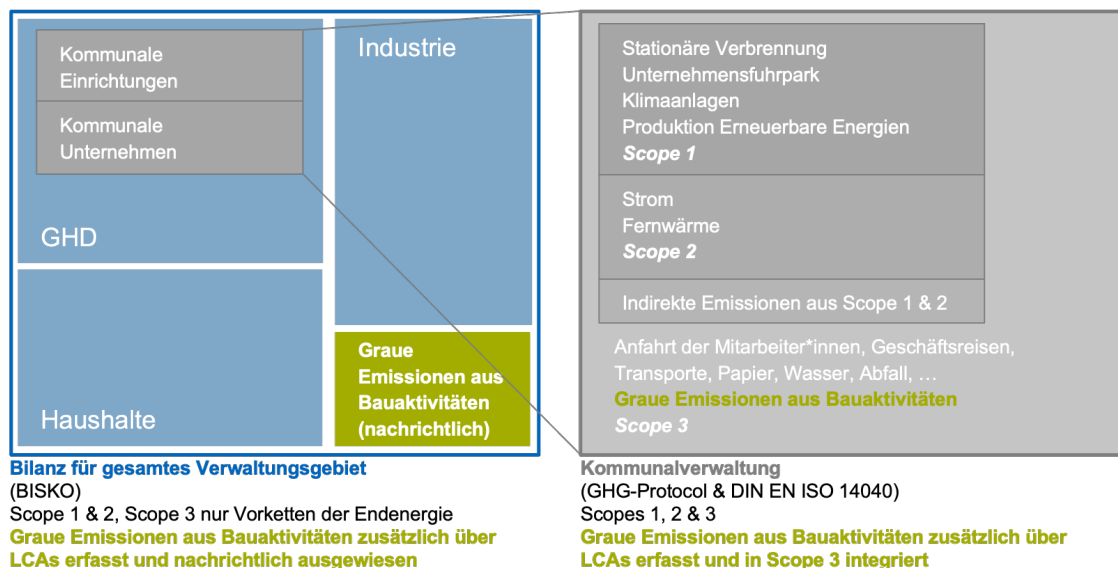 Kommunale
Einrichtungen
Kommunale
Unternehmen
GHD
Industrie
Haushalte
Graue
Emissionen aus
Bauaktivitäten
(nachrichtlich)
Bilanz für gesamtes Verwaltungsgebiet
(BISKO)
Scope 1 & 2, Scope 3 nur Vorketten der Endenergie
Graue Emissionen aus Bauaktivitäten zusätzlich über
LCAs erfasst und nachrichtlich ausgewiesen
Stationäre Verbrennung
Unternehmensfuhrpark
Klimaanlagen
Produktion Erneuerbare Energien
Scope 1
Strom
Fernwärme
Scope 2
Indirekte Emissionen aus Scope 1 & 2
Anfahrt der Mitarbeiter*innen, Geschäftsreisen,
Transporte, Papier, Wasser, Abfall, …
Graue Emissionen aus Bauaktivitäten
Scope 3
Kommunalverwaltung
(GHG-Protocol & DIN EN ISO 14040)
Scopes 1, 2 & 3
Graue Emissionen aus Bauaktivitäten zusätzlich über
LCAs erfasst und in Scope 3 integriert